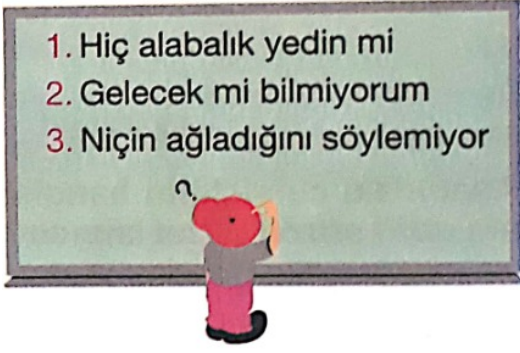 1. Hiç alabalık yedin mi
2. Gelecek mi bilmiyorum
3. Niçin ağladığını söylemiyor
?